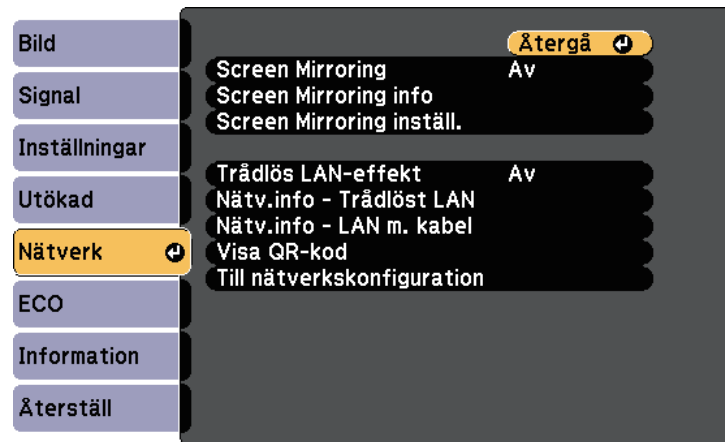 Bild
Signal
Inställningar
Utökad
Nätverk
ECO
Information
Återställ
Återgå
Screen Mirroring Av
Screen Mirroring info
Screen Mirroring inställ.
Trådlös LAN-effekt Av
Nätv.info - Trådlöst LAN
Nätv.info - LAN m. kabel
Visa QR-kod
Till nätverkskonfiguration